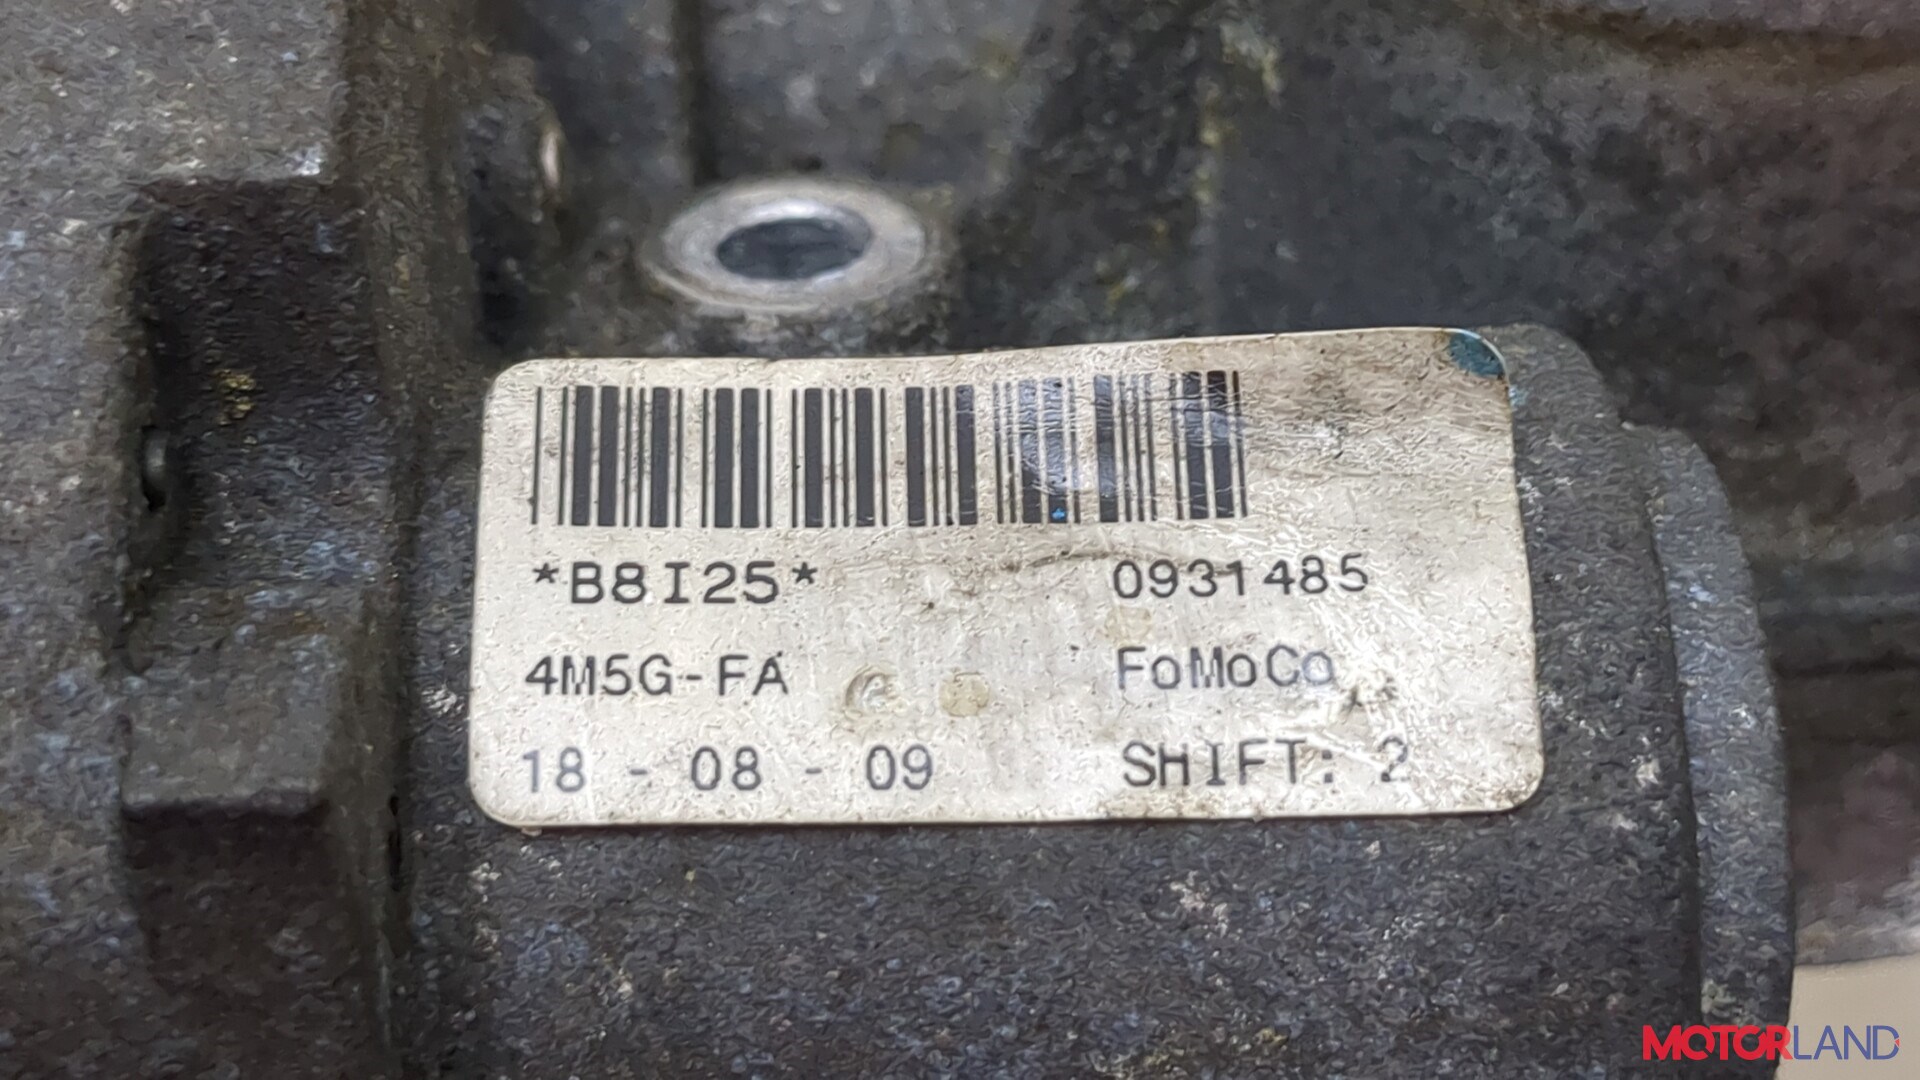 *B8I25* 0931485
4M5G-FA FoMoCo
18 - 08 - 09 SHIFT: 2
MOTORLAND